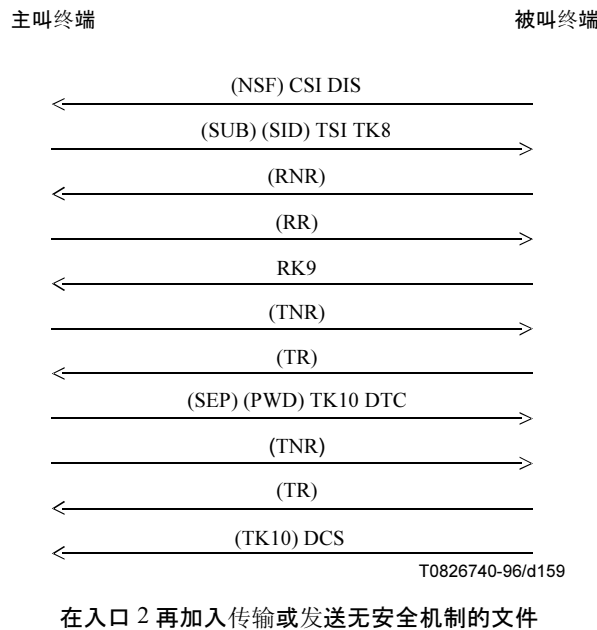 主叫终端 被叫终端
(NSF) CSI DIS
(SUB) (SID) TSI TK8
(RNR)
(RR)
RK9
(TNR)
(TR)
(SEP) (PWD) TK10 DTC
(TNR)
(TR)
(TK10) DCS
T0826740-96/d159
在入口 2 再加入传输或发送无安全机制的文件